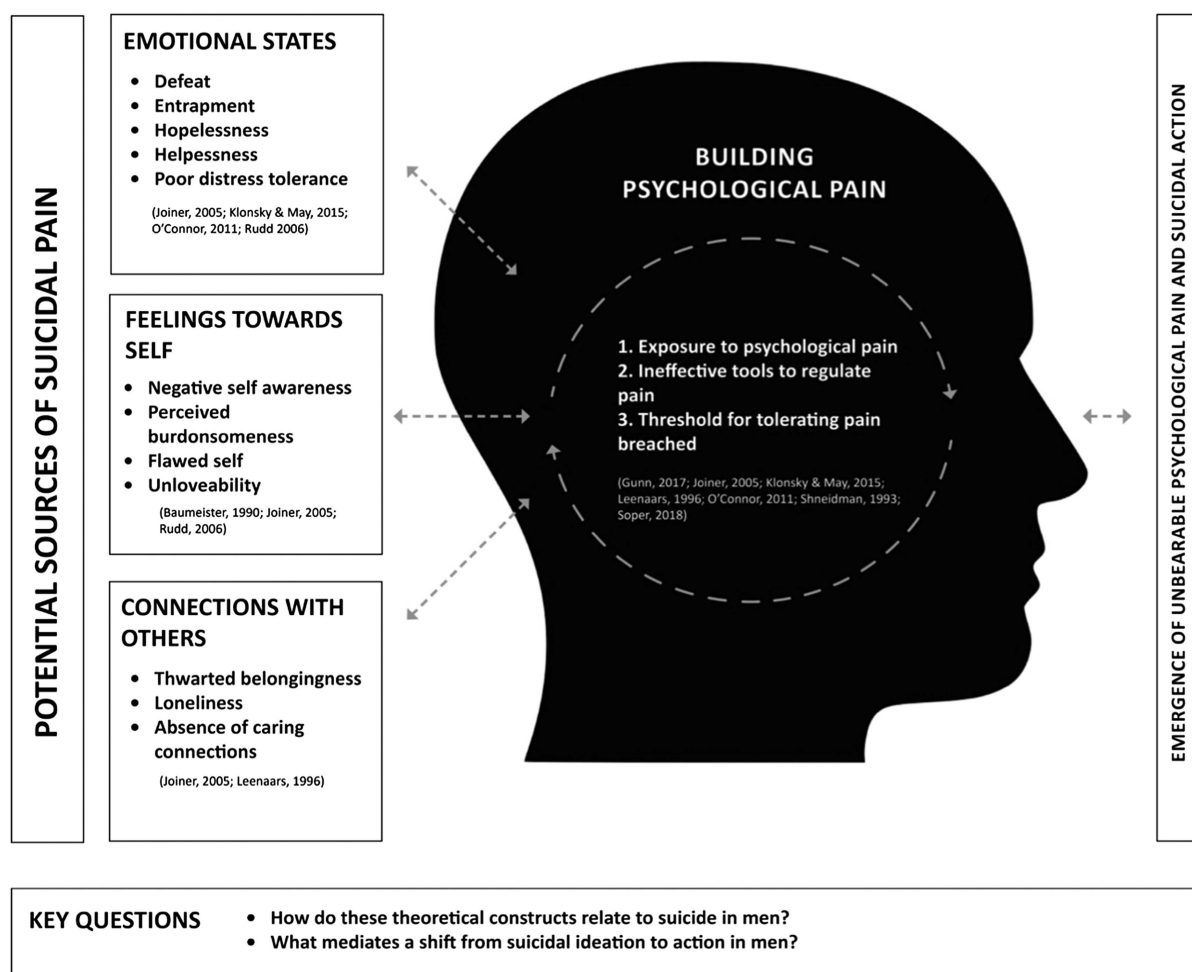 POTENTIAL SOURCES OF SUICIDAL PAIN
EMOTIONAL STATES
• Defeat
• Entrapment
• Hopelessness
• Helpessness
• Poor distress tolerance
(Joiner, 2005; Klonsky & May, 2015;
O'Connor, 2011; Rudd 2006)
FEELINGS TOWARDS
SELF
• Negative self awareness
• Perceived
burdonsomeness
• Flawed self
• Unloveability
(Baumeister, 1990; Joiner, 2005;
Rudd, 2006)
CONNECTIONS WITH
OTHERS
• Thwarted belongingness
• Loneliness
• Absence of caring
connections
(Joiner, 2005; Leenaars, 1996)
BUILDING
PSYCHOLOGICAL PAIN
1. Exposure to psychological pain
2. Ineffective tools to regulate
pain
3. Threshold for tolerating pain
breached
(Gunn, 2017; Joiner, 2005; Klonsky & May, 2015;
Leenaars, 1996; O'Connor, 2011; Shneidman, 1993;
Soper, 2018)
EMERGENCE OF UNBEARABLE PSYCHOLOGICAL PAIN AND SUICIDAL ACTION
KEY QUESTIONS
• How do these theoretical constructs relate to suicide in men?
• What mediates a shift from suicidal ideation to action in men?